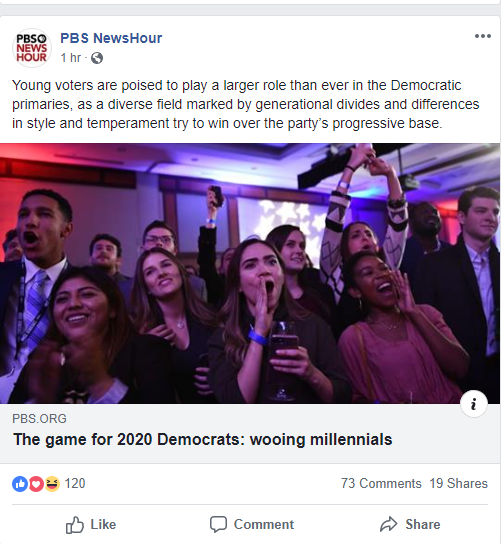 PBS
NEWS
HOUR
PBS NewsHour
1 hr ·
Young voters are poised to play a larger role than ever in the Democratic
primaries, as a diverse field marked by generational divides and differences
in style and temperament try to win over the party's progressive base.
i
PBS.ORG
The game for 2020 Democrats: wooing millennials
120
73 Comments 19 Shares
Like Comment Share